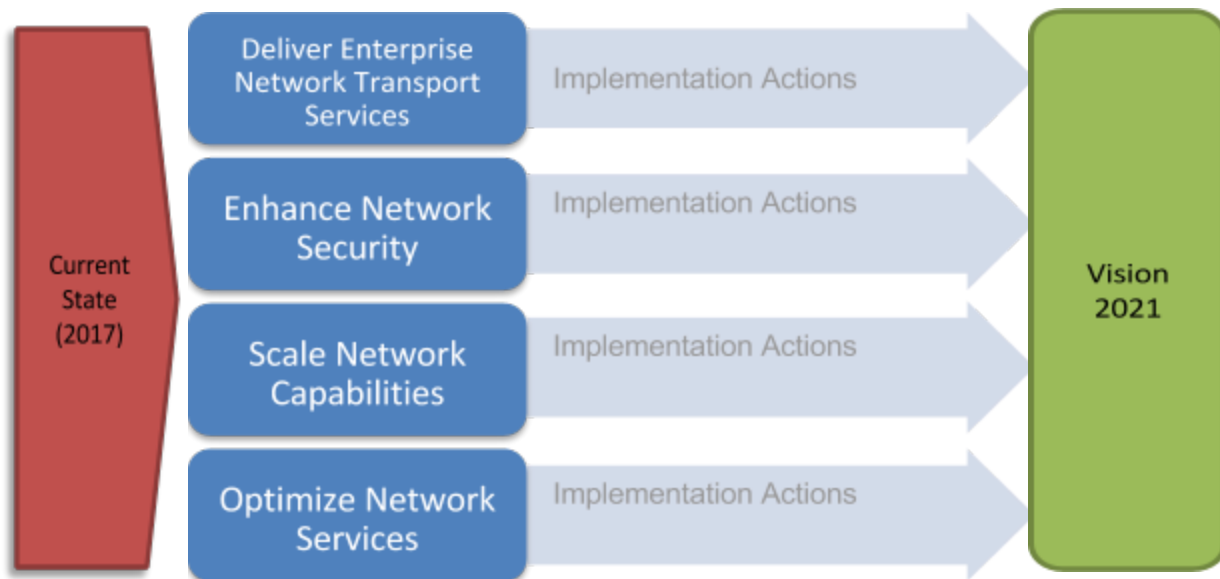 Current
State
(2017)
Deliver Enterprise
Network Transport
Services
Implementation Actions
Enhance Network
Security
Implementation Actions
Scale Network
Capabilities
Implementation Actions
Optimize Network
Services
Implementation Actions
Vision
2021